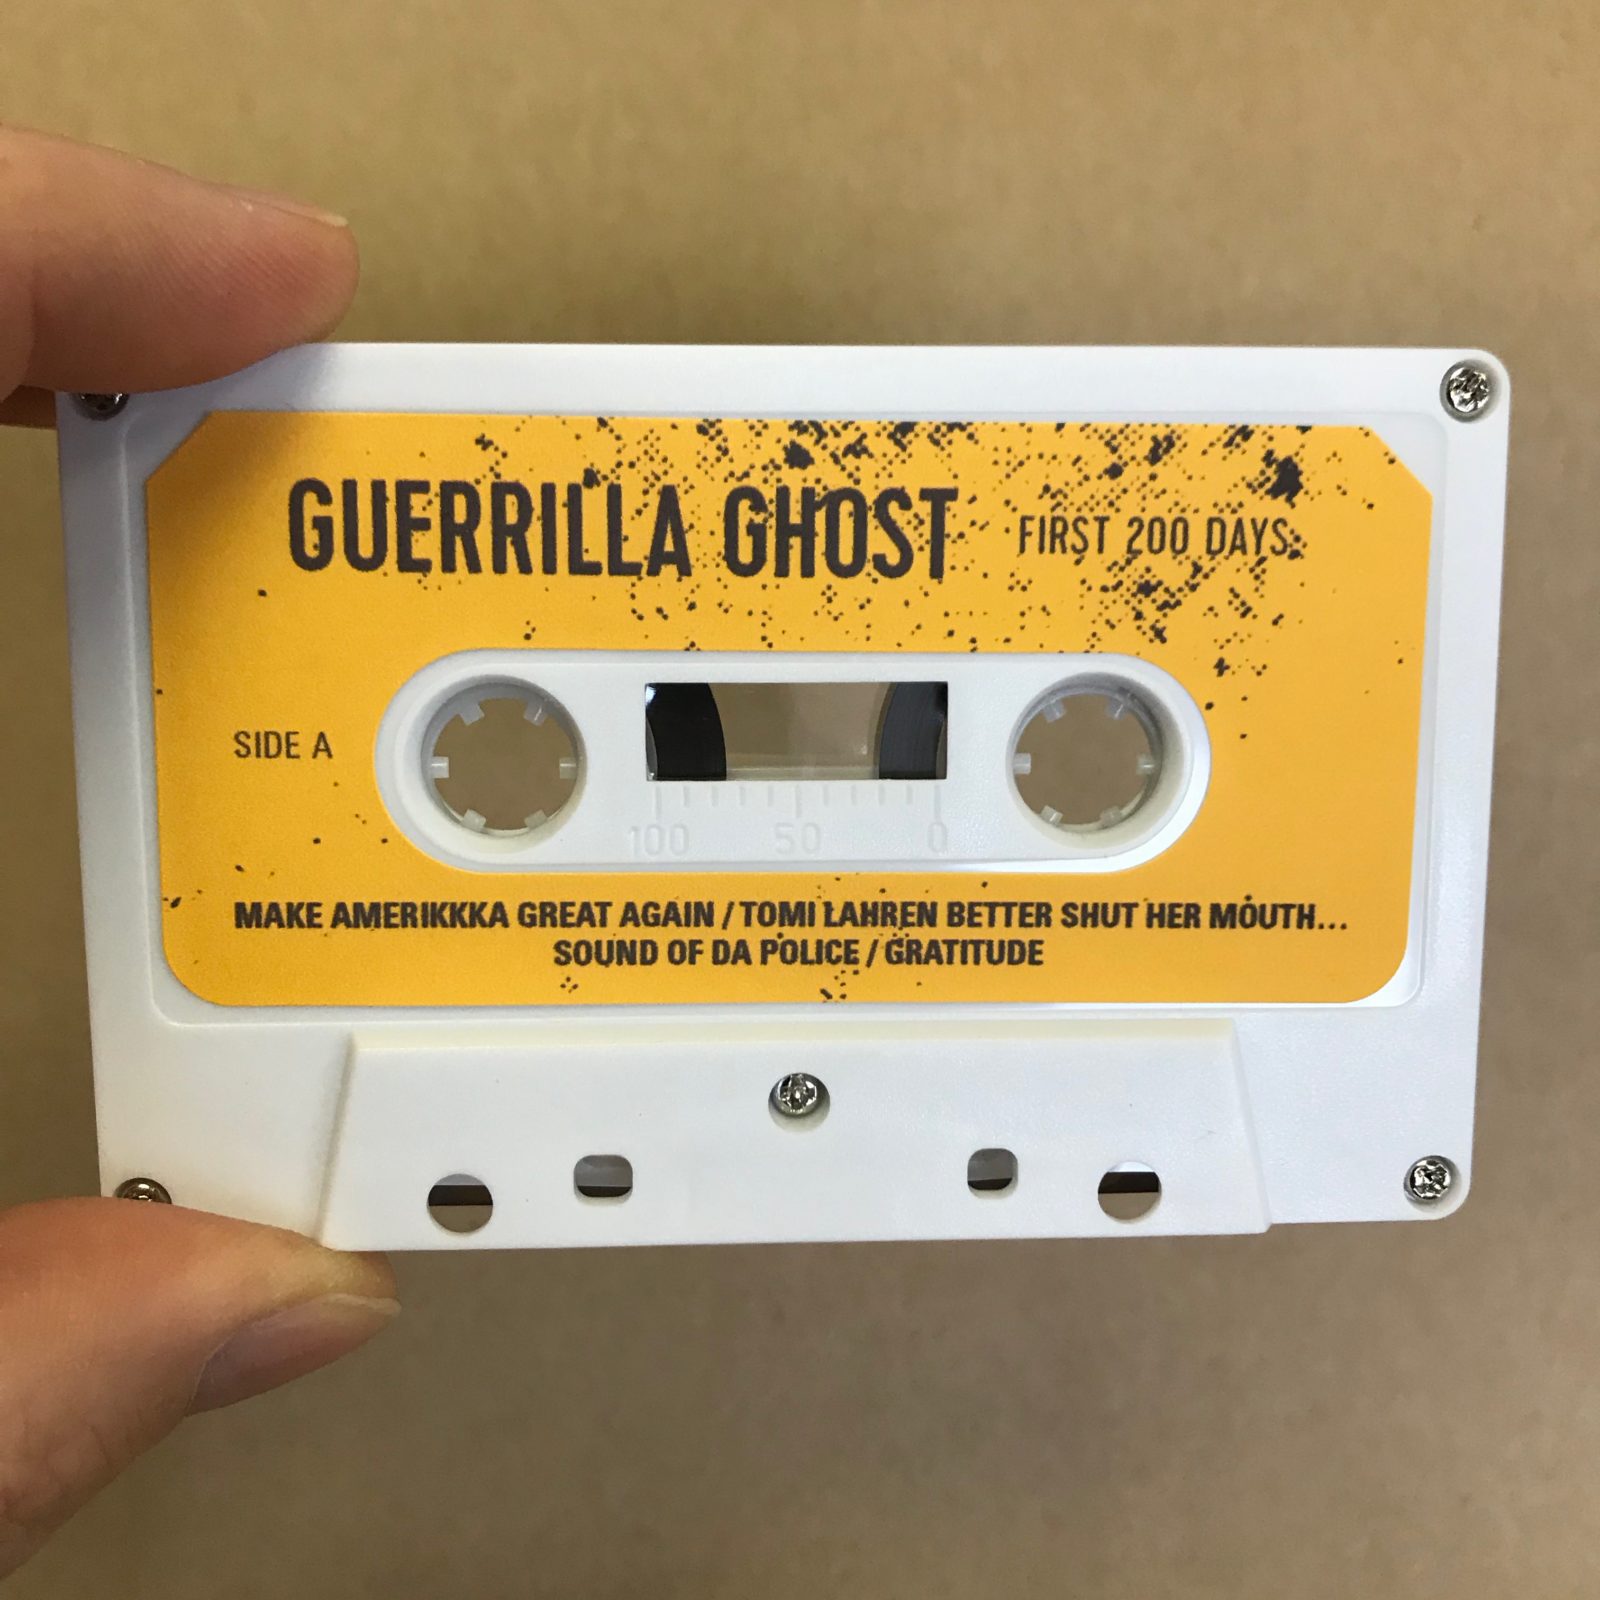 GUERRILLA GHOST FIRST 200 DAYS
SIDE A
100 50 0
MAKE AMERIKKKA GREAT AGAIN / TOMI LAHREN BETTER SHUT HER MOUTH...
SOUND OF DA POLICE / GRATITUDE